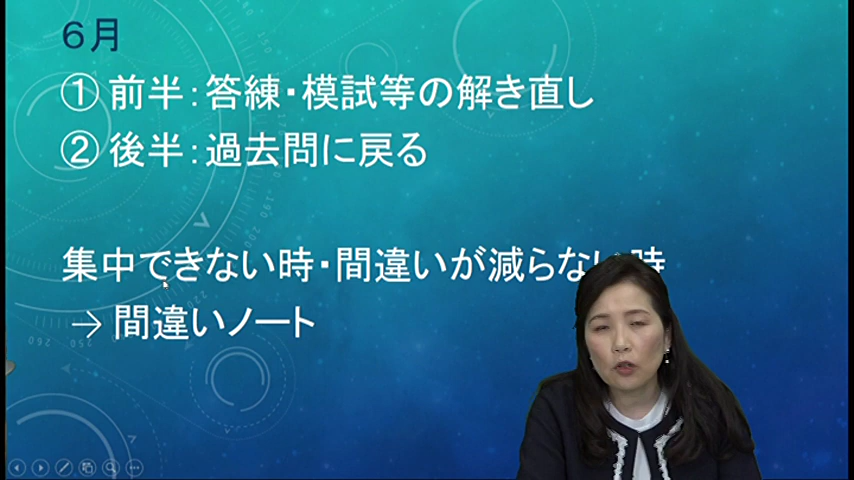 6月
① 前半：答練・模試等の解き直し
② 後半：過去問に戻る
集中できない時・間違いが減らない時
→ 間違いノート